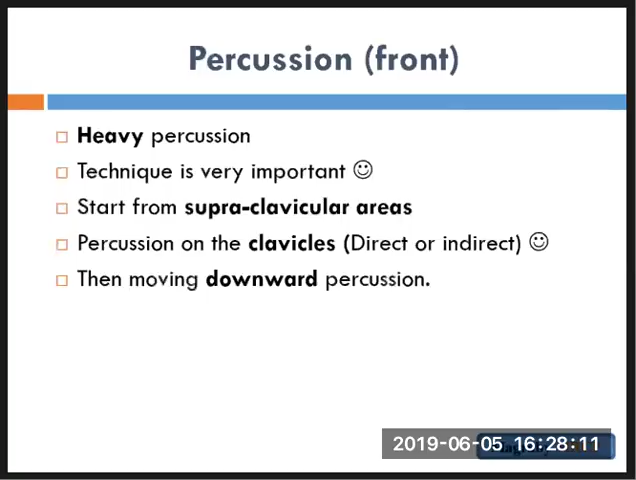 Percussion (front)
Heavy percussion
Technique is very important ☺
Start from supra-clavicular areas
Percussion on the clavicles (Direct or indirect) ☺
Then moving downward percussion.
2019-06-05 16:28:11